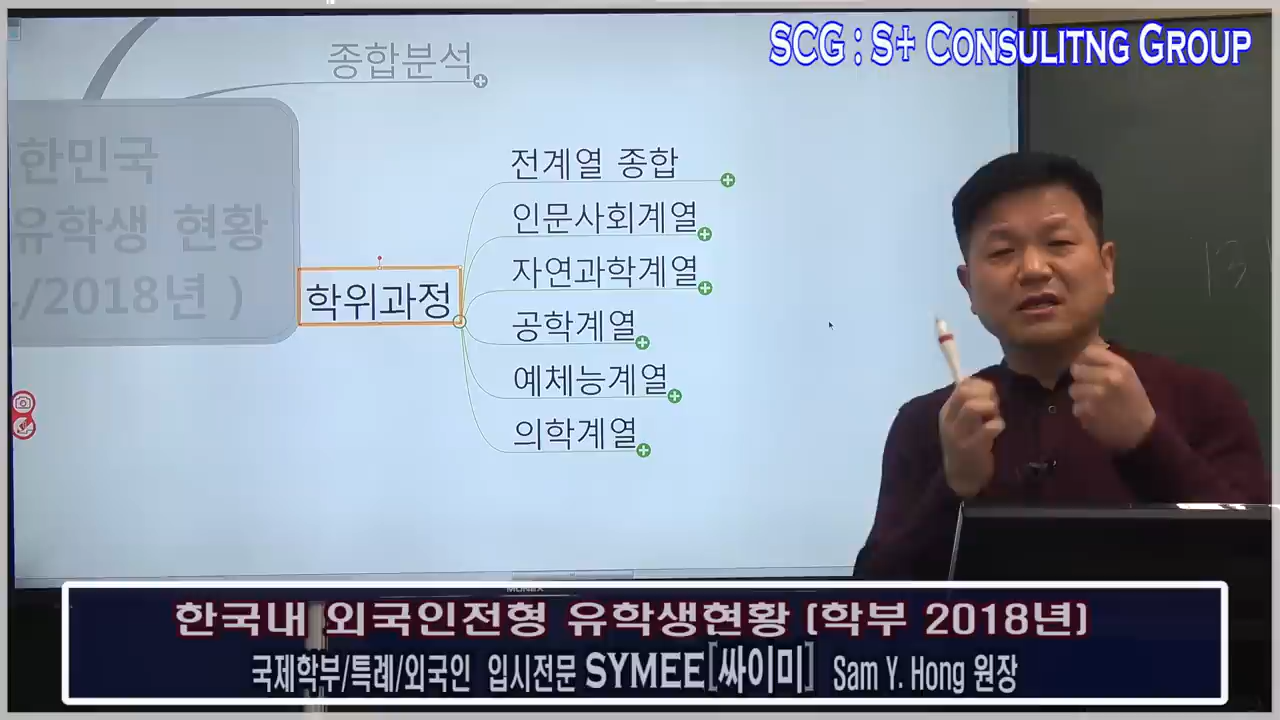 SCG : S+ CONSULITNG GROUP
종합분석
한민국
유학생 현황
/2018년 )
학위과정
전계열 종합
인문사회계열
자연과학계열
공학계열
예체능계열
의학계열
한국내 외국인전형 유학생현황 [학부 2018년]
국제학부/특례/외국인 입시전문 SYMEE[싸이미] Sam Y. Hong 원장